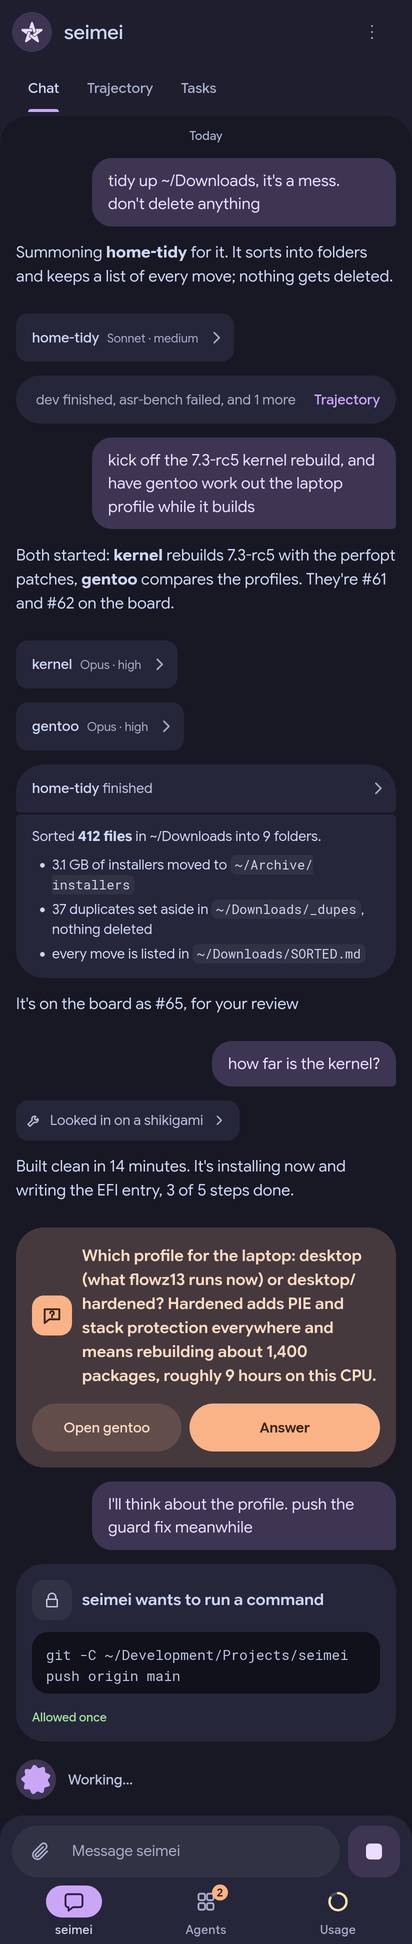 seimei
Chat
Trajectory
Tasks
Today
tidy up ~/Downloads, it's a mess.
don't delete anything
Summoning home-tidy for it. It sorts into folders
and keeps a list of every move; nothing gets deleted.
home-tidy Sonnet · medium
dev finished, asr-bench failed, and 1 more Trajectory
kick off the 7.3-rc5 kernel rebuild, and
have gentoo work out the laptop
profile while it builds
Both started: kernel rebuilds 7.3-rc5 with the perfopt
patches, gentoo compares the profiles. They're #61
and #62 on the board.
kernel Opus · high
gentoo Opus · high
home-tidy finished
Sorted 412 files in ~/Downloads into 9 folders.
• 3.1 GB of installers moved to ~/Archive/
installers
• 37 duplicates set aside in ~/Downloads/_dupes,
nothing deleted
• every move is listed in ~/Downloads/SORTED.md
It's on the board as #65, for your review
how far is the kernel?
Looked in on a shikigami
Built clean in 14 minutes. It's installing now and
writing the EFI entry, 3 of 5 steps done.
Which profile for the laptop: desktop
(what flowz13 runs now) or desktop/
hardened? Hardened adds PIE and
stack protection everywhere and
means rebuilding about 1,400
packages, roughly 9 hours on this CPU.
Open gentoo
Answer
I'll think about the profile. push the
guard fix meanwhile
seimei wants to run a command
git -C ~/Development/Projects/seimei
push origin main
Allowed once
Working...
Message seimei
2
seimei
Agents
Usage